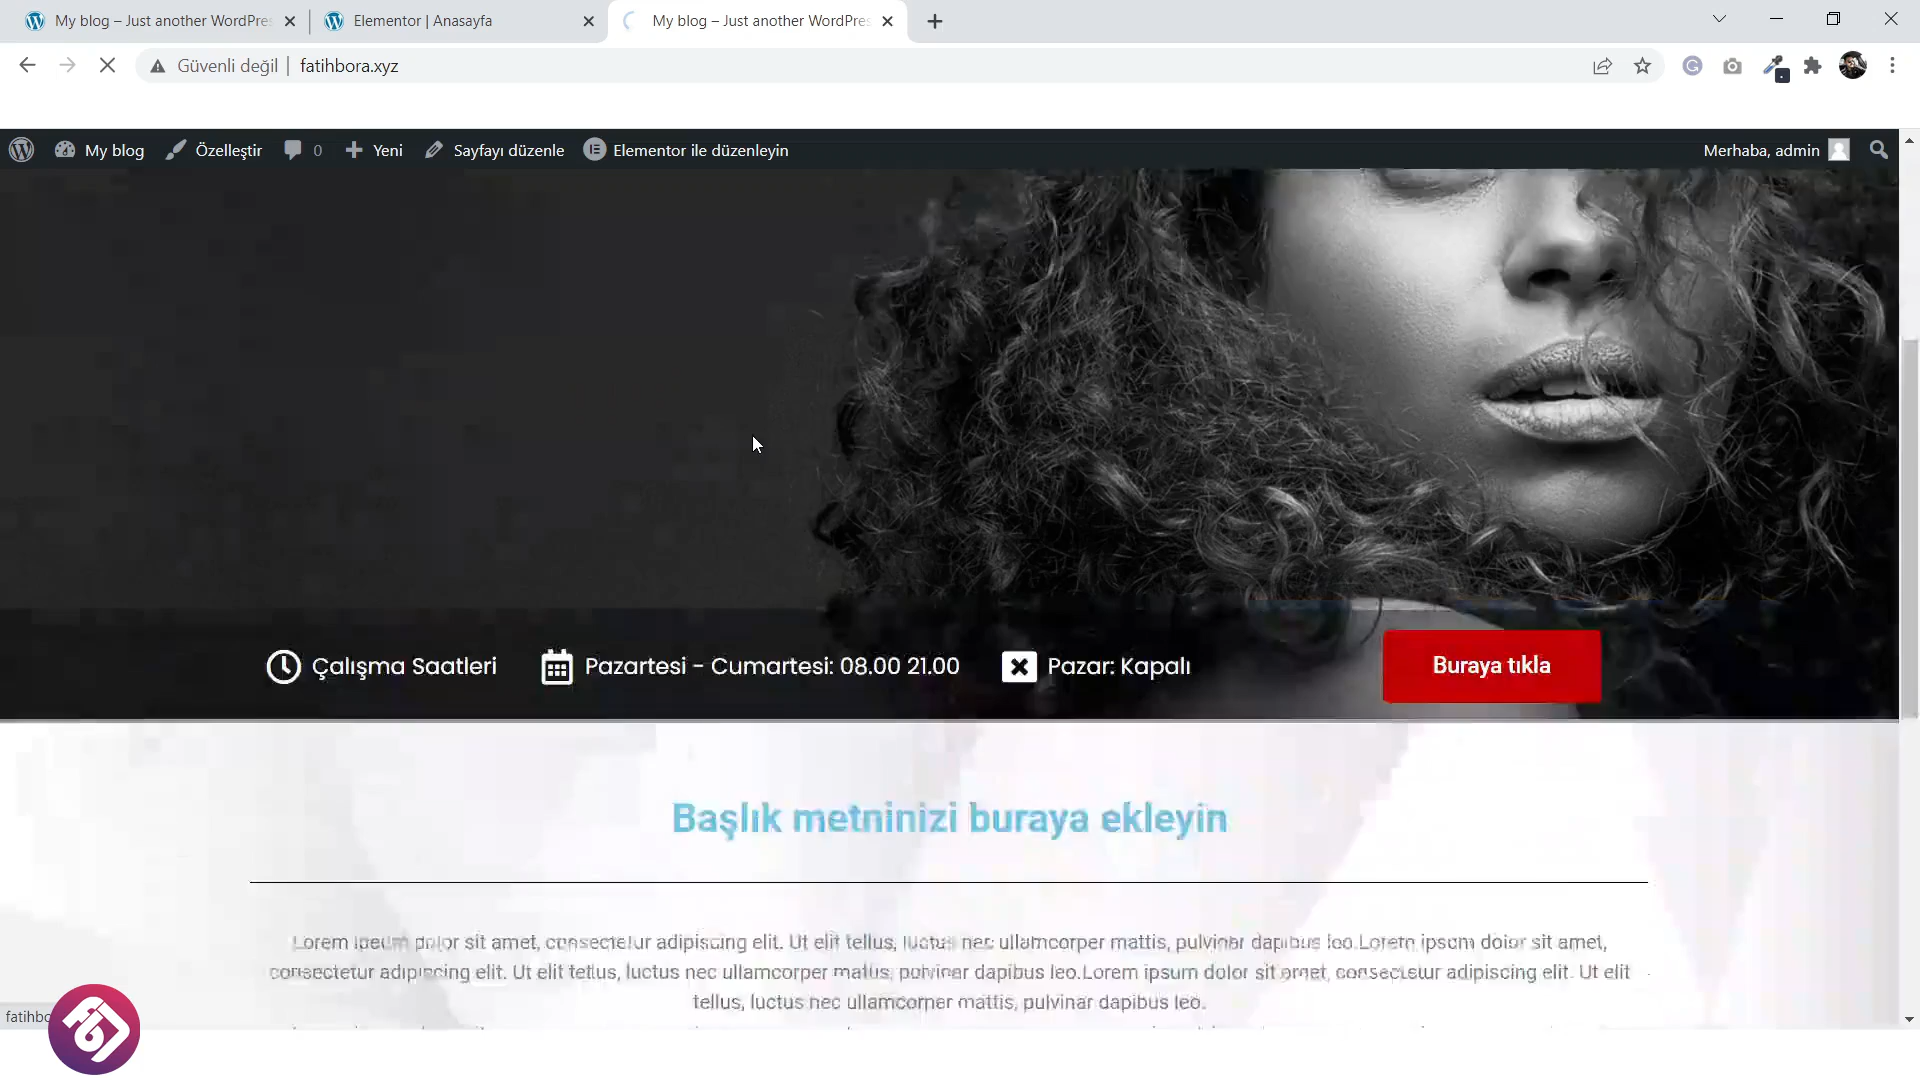 My blog – Just another WordPres
Elementor | Anasayfa
My blog – Just another WordPres
Güvenli değil | fatihbora.xyz
My blog
Özelleştir
0
Yeni
Sayfayı düzenle
Elementor ile düzenleyin
Merhaba, admin
Çalışma Saatleri
Pazartesi - Cumartesi: 08.00 21.00
Pazar: Kapalı
Buraya tıkla
Başlık metninizi buraya ekleyin
Lorem ipsum dolor sit amet, consectetur adipiscing elit. Ut elit tellus, luctus nec ullamcorper mattis, pulvinar dapibus leo.Lorem ipsum dolor sit amet,
consectetur adipiscing elit. Ut elit tellus, luctus nec ullamcorper mattis, pulvinar dapibus leo.Lorem ipsum dolor sit amet, consectetur adipiscing elit. Ut elit
tellus, luctus nec ullamcorper mattis, pulvinar dapibus leo.
fatihbo